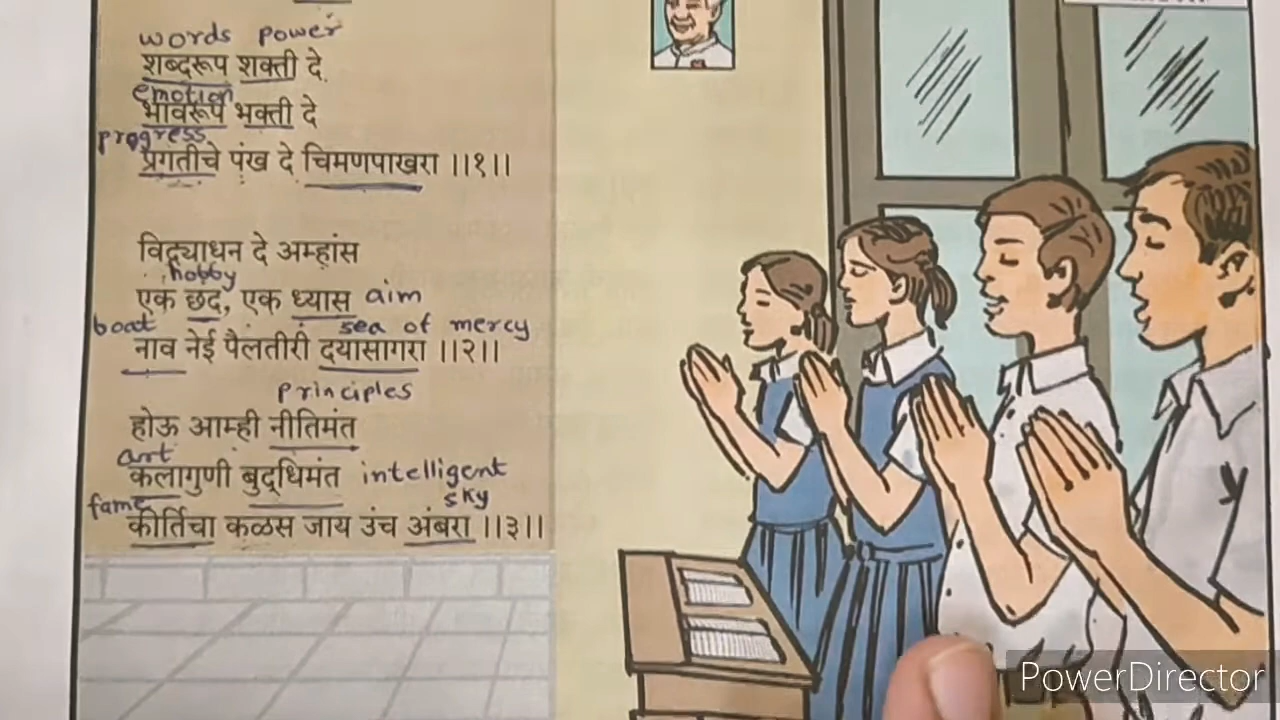 words power
शब्दरूप शक्ती दे
emotion
भावरूप भक्ती दे
progress
प्रगतीचे पंख दे चिमणपाखरा ।।१।।
विद्याधन दे अम्हांस
hobby
एक छंद, एक ध्यास aim
boat sea of mercy
नाव नेई पैलतीरी दयासागरा ।।२।।
principles
होऊ आम्ही नीतिमंत
art
कलागुणी बुद्धिमंत intelligent
fame sky
कीर्तिचा कळस जाय उंच अंबरा ।।३।।
PowerDirector